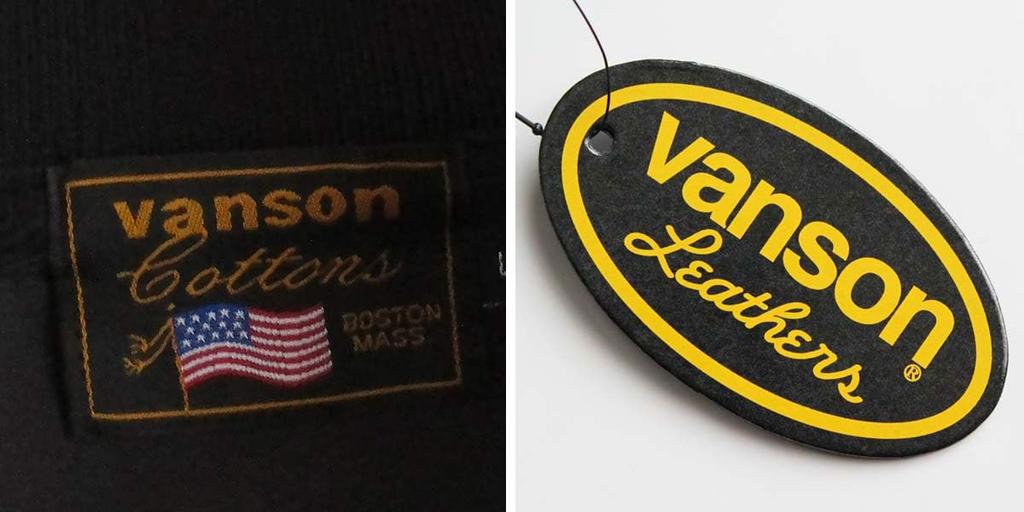 vanson
Cottons
BOSTON
MASS
vanson
Leathers
®